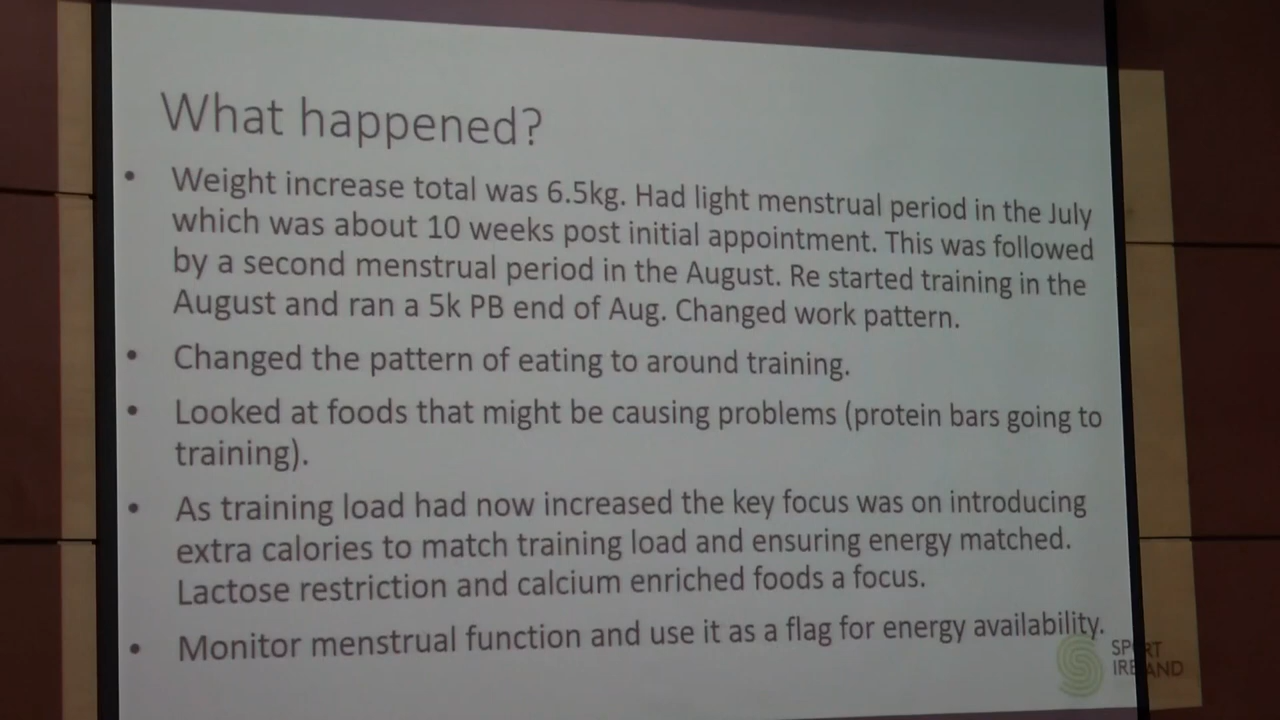 What happened?
• Weight increase total was 6.5kg. Had light menstrual period in the July
which was about 10 weeks post initial appointment. This was followed
by a second menstrual period in the August. Re started training in the
August and ran a 5k PB end of Aug. Changed work pattern.
• Changed the pattern of eating to around training.
• Looked at foods that might be causing problems (protein bars going to
training).
• As training load had now increased the key focus was on introducing
extra calories to match training load and ensuring energy matched.
Lactose restriction and calcium enriched foods a focus.
• Monitor menstrual function and use it as a flag for energy availability.
SPORT
IRELAND